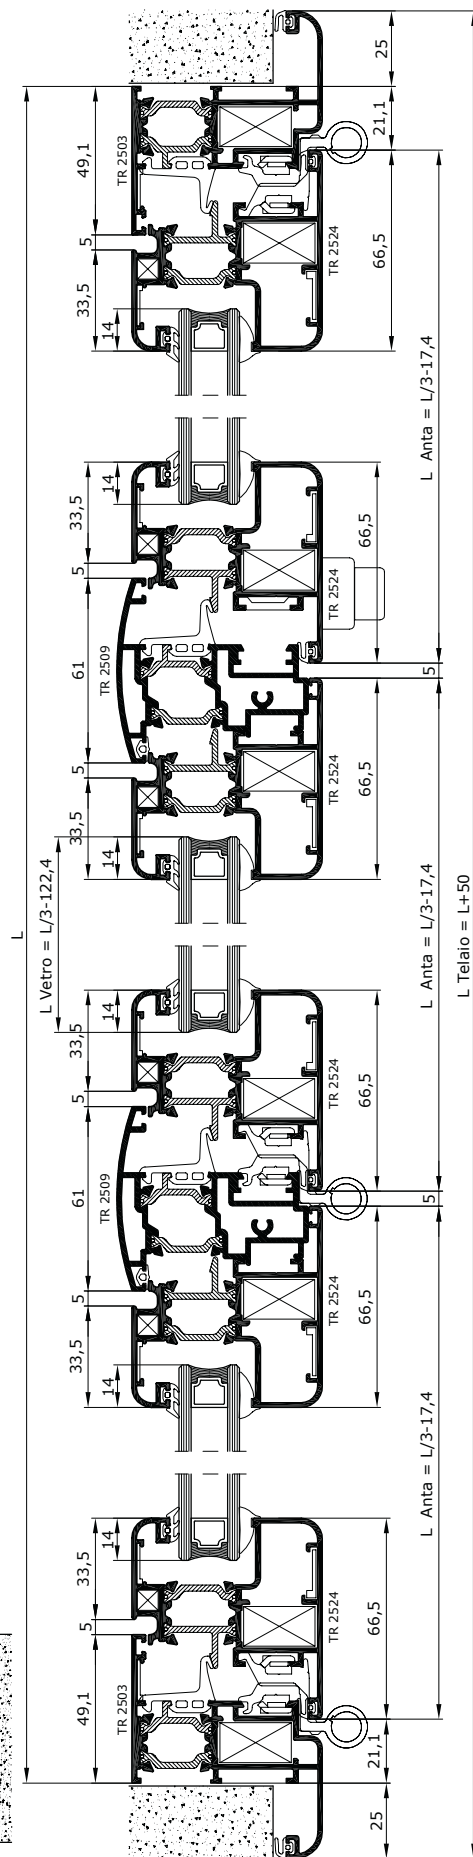 25
21,1
49,1
TR 2503
5
33,5
14
TR 2524
66,5
L Anta = L/3-17,4
14
33,5
5
TR 2524
66,5
61
TR 2509
5
5
33,5
14
TR 2524
66,5
L
L Vetro = L/3-122,4
L Anta = L/3-17,4
L Telaio = L+50
14
33,5
5
TR 2524
66,5
61
TR 2509
5
5
33,5
14
TR 2524
66,5
L Anta = L/3-17,4
14
33,5
5
TR 2524
66,5
49,1
TR 2503
21,1
25